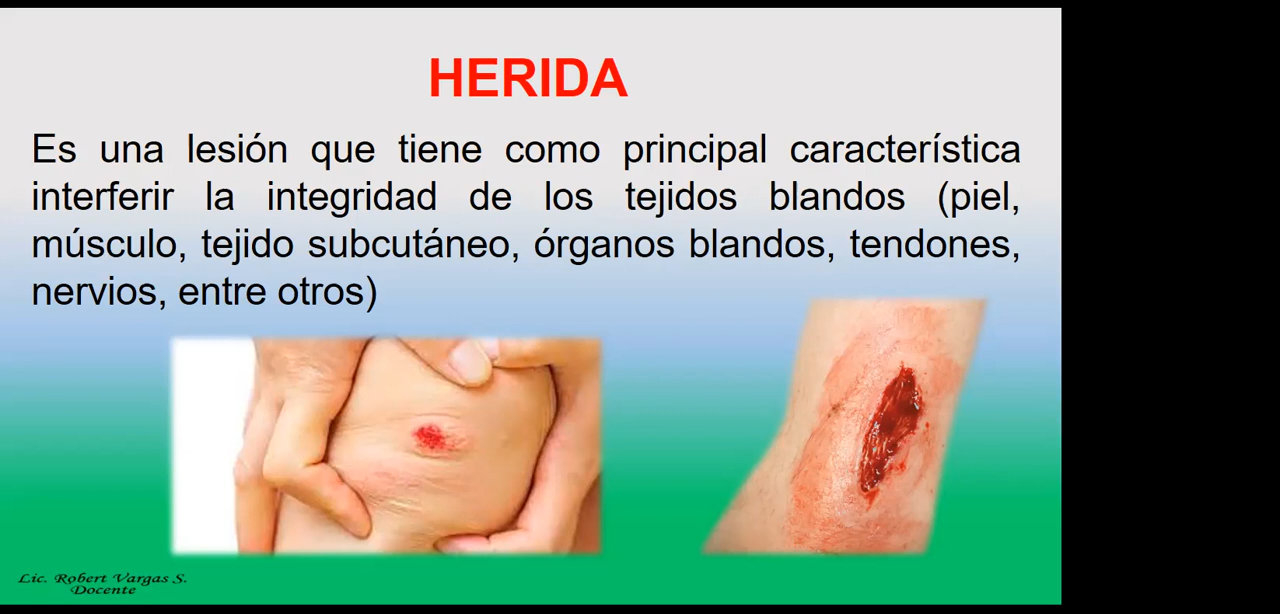 HERIDA
Es una lesión que tiene como principal característica
interferir la integridad de los tejidos blandos (piel,
músculo, tejido subcutáneo, órganos blandos, tendones,
nervios, entre otros)
Lic. Robert Vargas S.
Docente